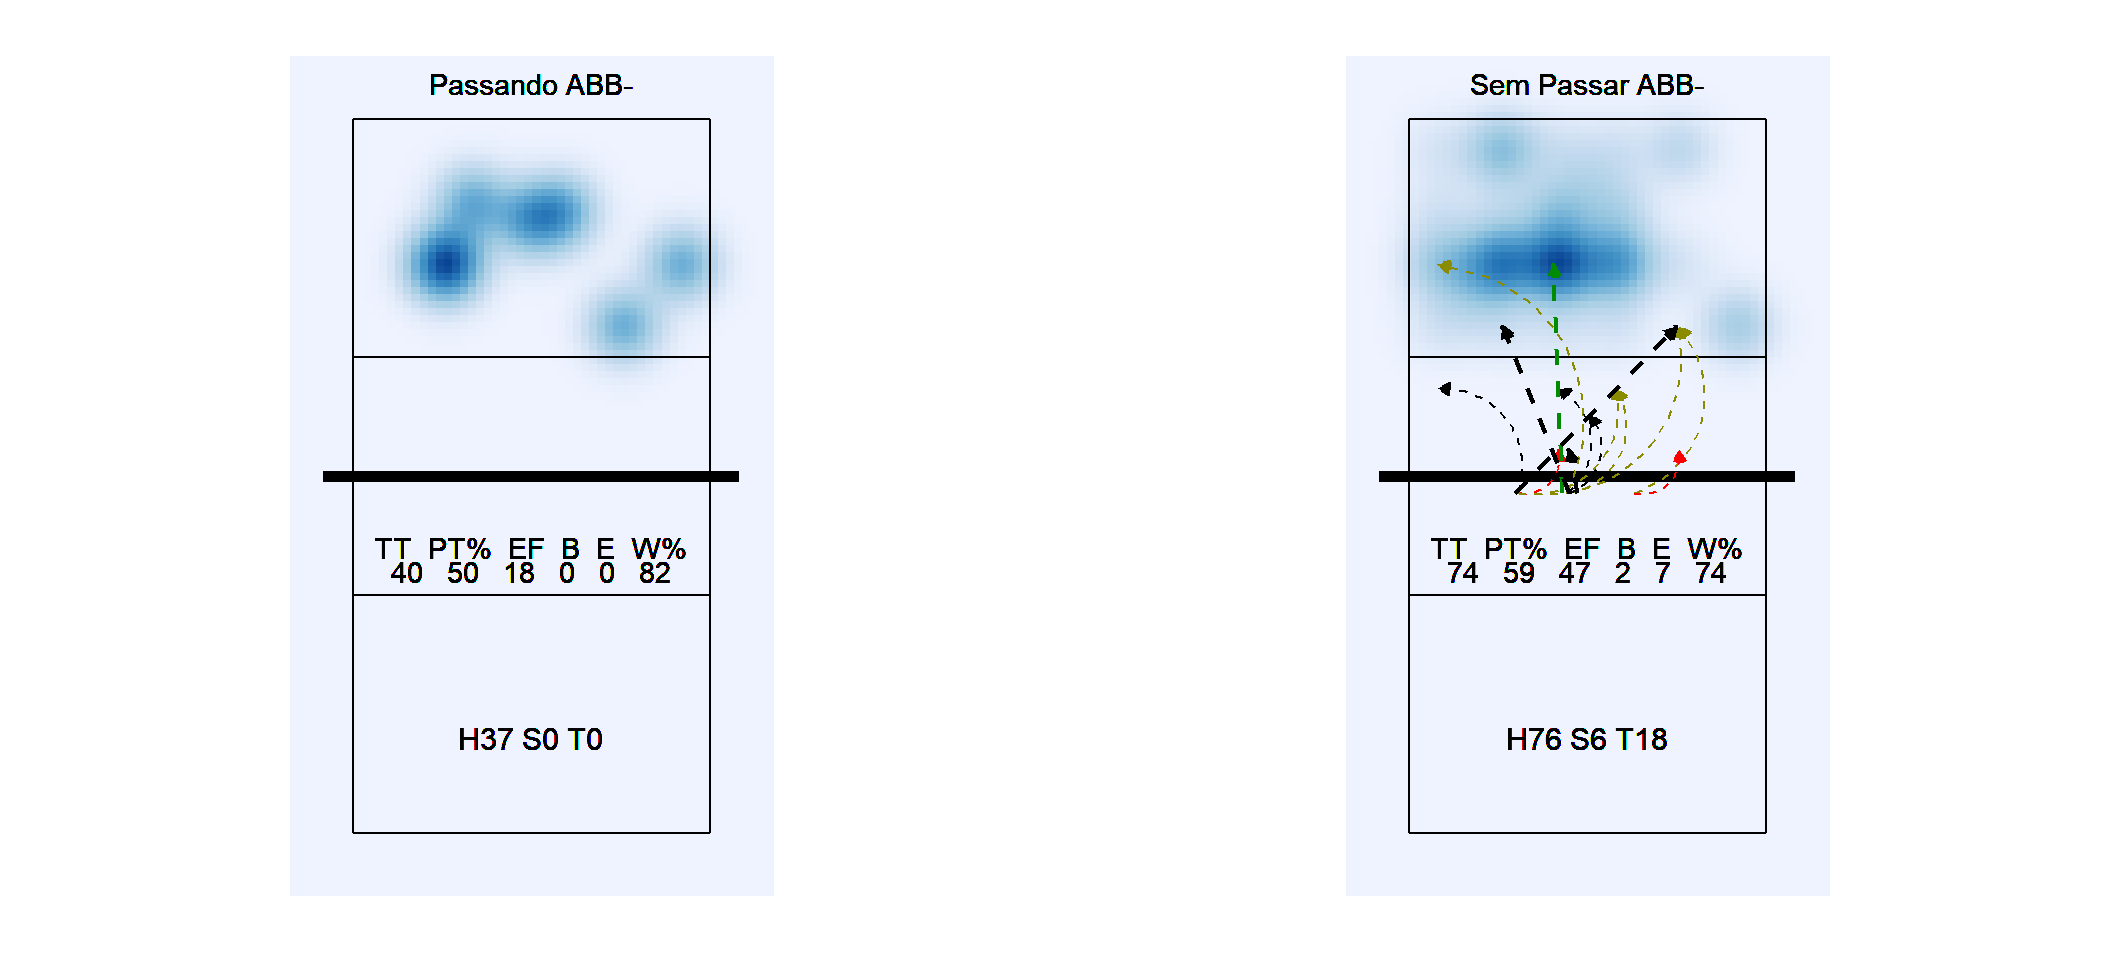 Passando ABB-
TT PT% EF B E W%
40 50 18 0 0 82
H37 S0 T0
Sem Passar ABB-
TT PT% EF B E W%
74 59 47 2 7 74
H76 S6 T18